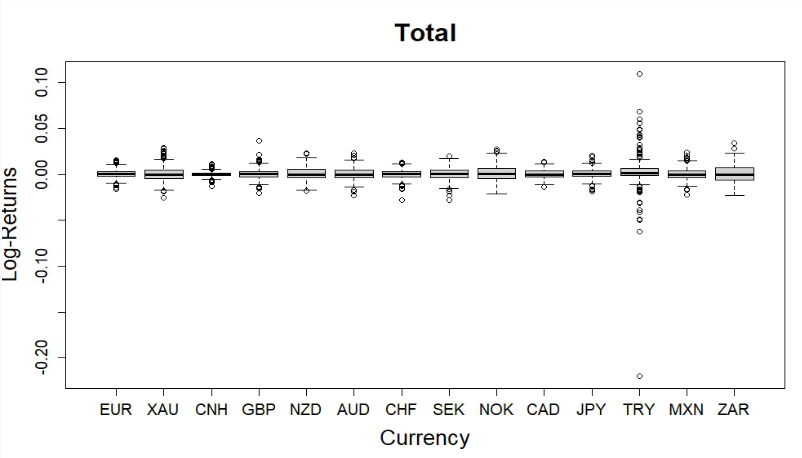 Total
Log-Returns
0.10
0.05
0.00
-0.10
-0.20
EUR XAU CNH GBP NZD AUD CHF SEK NOK CAD JPY TRY MXN ZAR
Currency